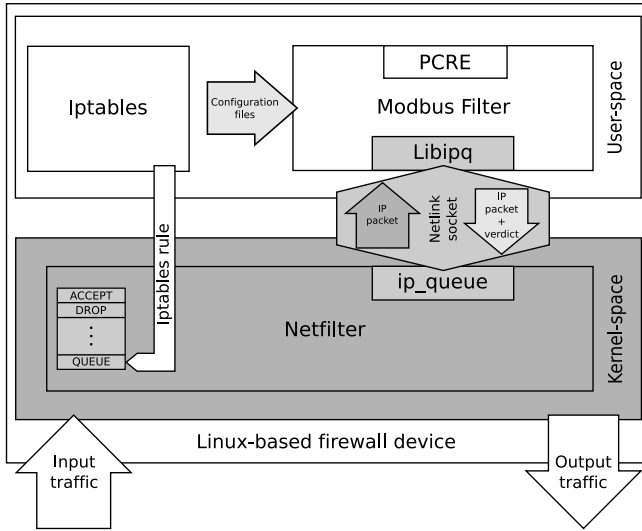 PCRE
Iptables
Configuration
files
Modbus Filter
User-space
Libipq
IP
packet
Netlink
socket
IP
packet
+
verdict
Iptables rule
ip_queue
ACCEPT
DROP
⋮
QUEUE
Netfilter
Kernel-space
Linux-based firewall device
Input
traffic
Output
traffic